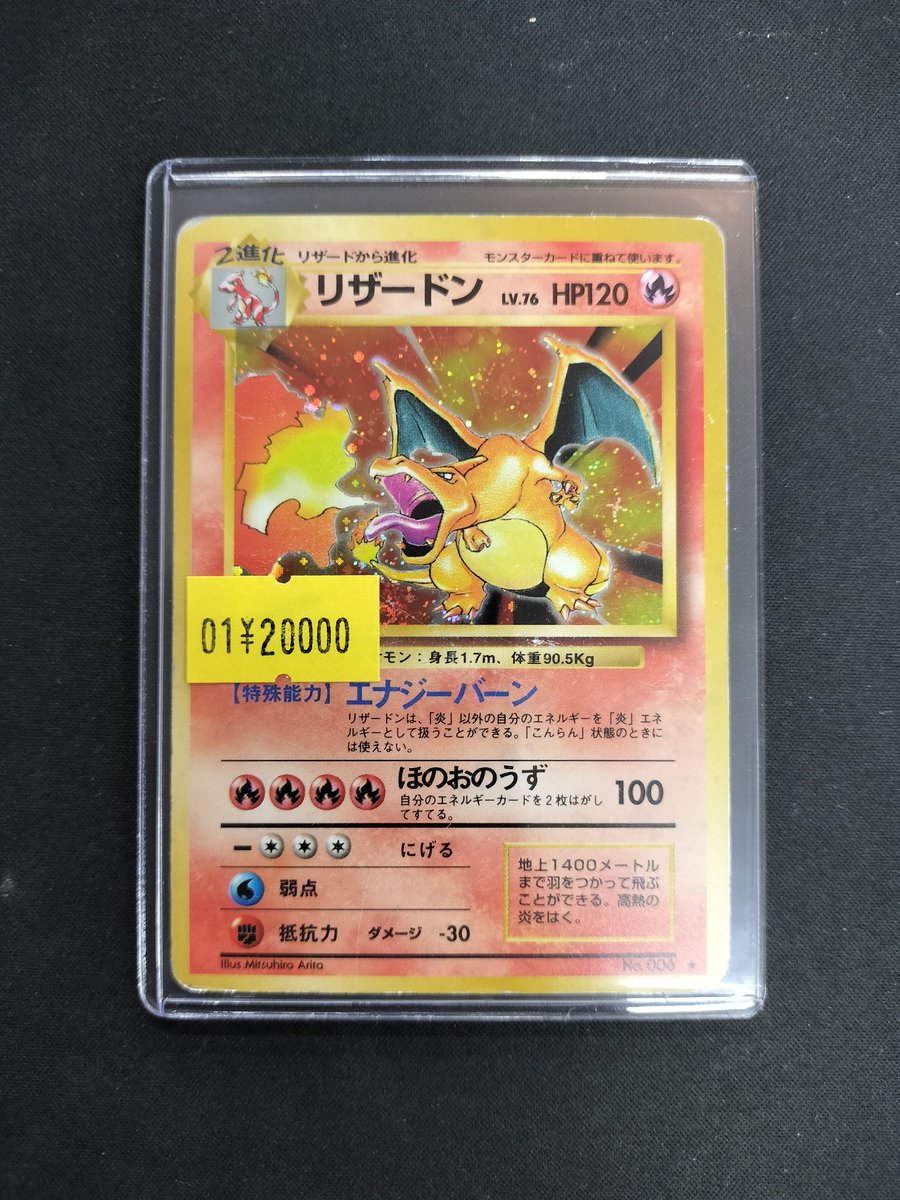 2進化 リザードから進化 モンスターカードに重ねて使います。
リザードン LV.76 HP120
01¥20000
モン:身長1.7m、体重90.5Kg
【特殊能力】 エナジーバーン
リザードンは、「炎」以外の自分のエネルギーを「炎」エネ
ルギーとして扱うことができる。「こんらん」状態のときに
は使えない。
ほのおのうず 100
自分のエネルギーカードを2枚はがし
てすてる。
にげる
弱点
抵抗力 ダメージ -30
地上1400メートル
まで羽をつかって飛ぶ
ことができる。高熱の
炎をはく。
Illus.Mitsuhiro Arita No.006